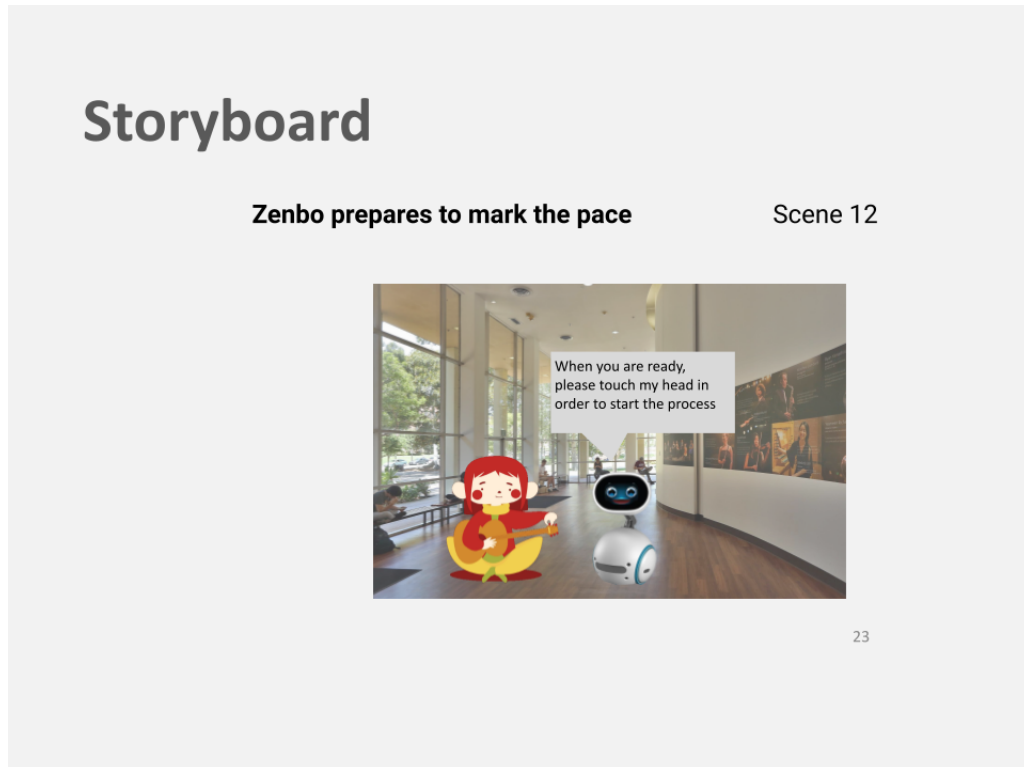 Storyboard
Zenbo prepares to mark the pace
Scene 12
When you are ready,
please touch my head in
order to start the process
23